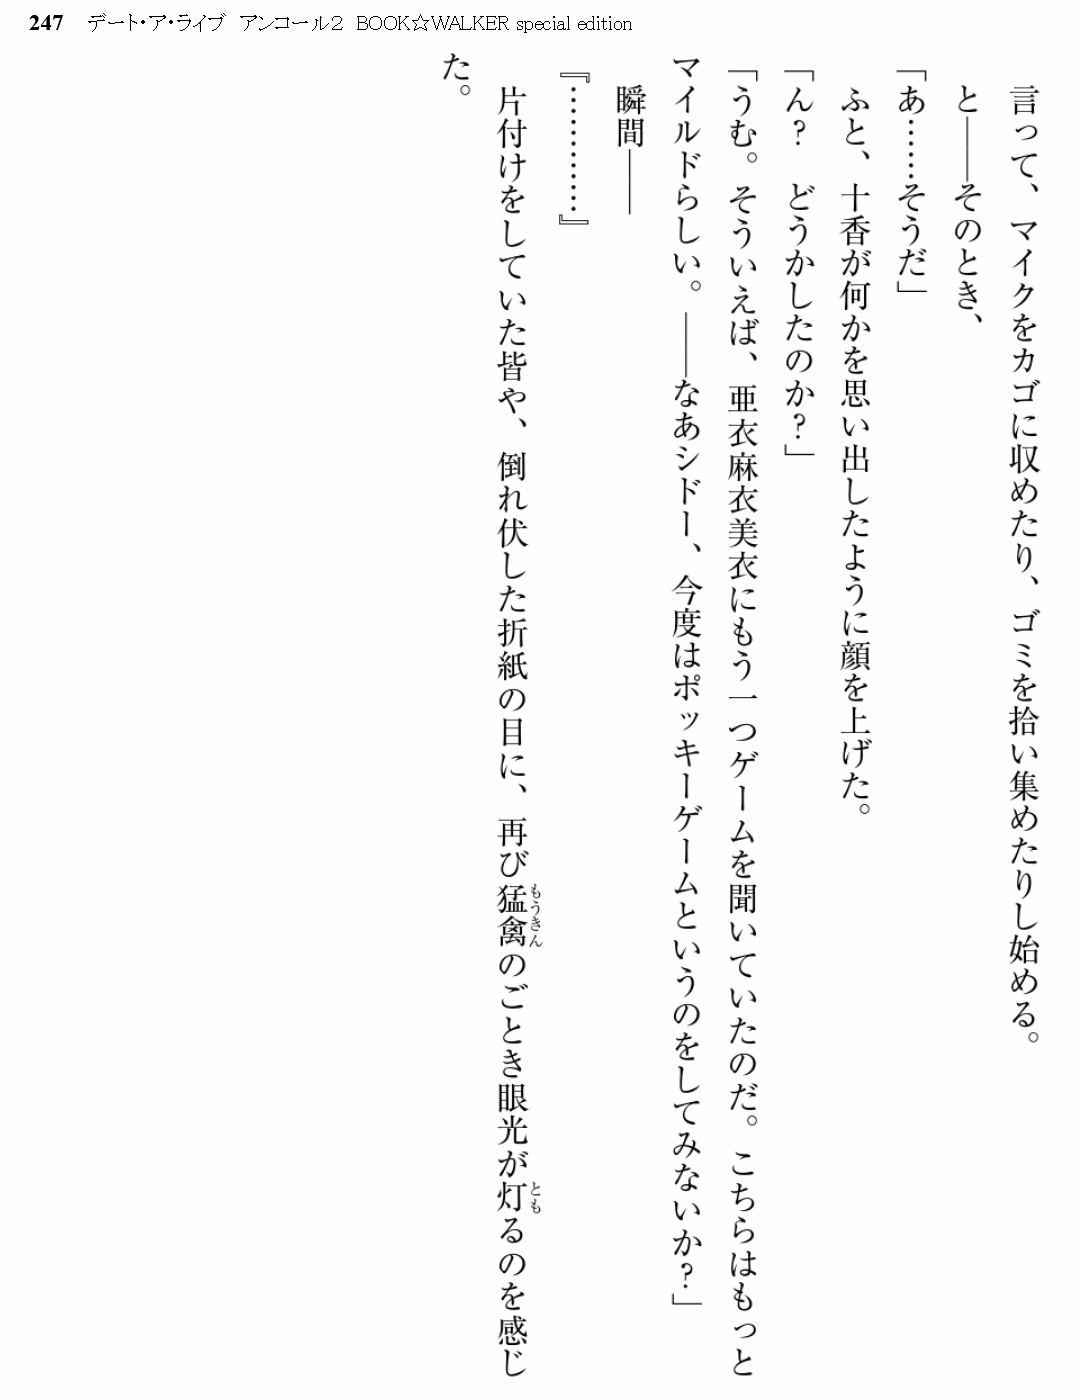 247 デート・ア・ライブ アンコール2 BOOK☆WALKER special edition
言って、マイクをカゴに収めたり、ゴミを拾い集めたりし始める。
と――そのとき、
「あ……そうだ」
ふと、十香が何かを思い出したように顔を上げた。
「ん？　どうかしたのか？」
「うむ。そういえば、亜衣麻衣美衣にもう一つゲームを聞いていたのだ。こちらはもっと
マイルドらしい。――なあシドー、今度はポッキーゲームというのをしてみないか？」
瞬間――
『…………』
片付けをしていた皆や、倒れ伏した折紙の目に、再び猛禽のごとき眼光が灯るのを感じ
もうきん
とも
た。